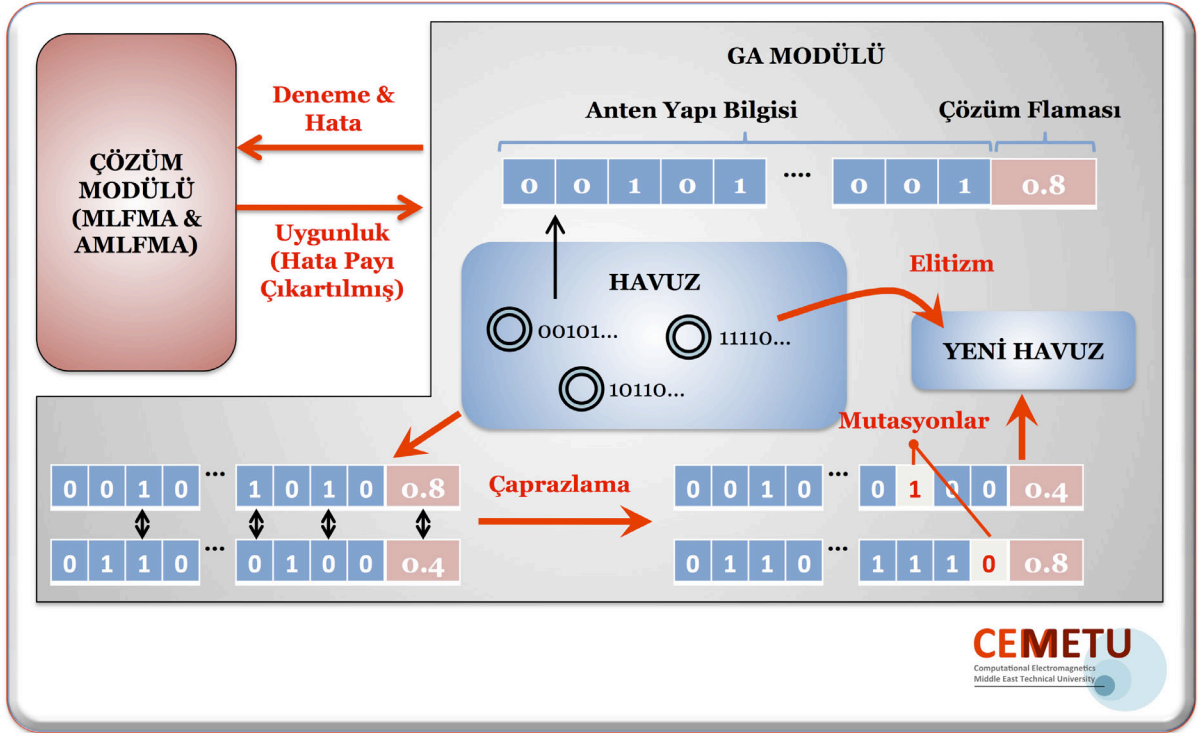 GA MODÜLÜ
Deneme &
Hata
ÇÖZÜM
MODÜLÜ
(MLFMA &
AMLFMA)
Uygunluk
(Hata Payı
Çıkartılmış)
Anten Yapı Bilgisi
Çözüm Flaması
0 0 1 0 1 .... 0 0 1 0.8
HAVUZ
00101...
11110...
10110...
Elitizm
YENİ HAVUZ
Mutasyonlar
0 0 1 0 ... 1 0 1 0 0.8
0 1 1 0 ... 0 1 0 0 0.4
Çaprazlama
0 0 1 0 ... 0 1 0 0 0.4
0 1 1 0 ... 1 1 1 0 0.8
CEMETU
Computational Electromagnetics
Middle East Technical University